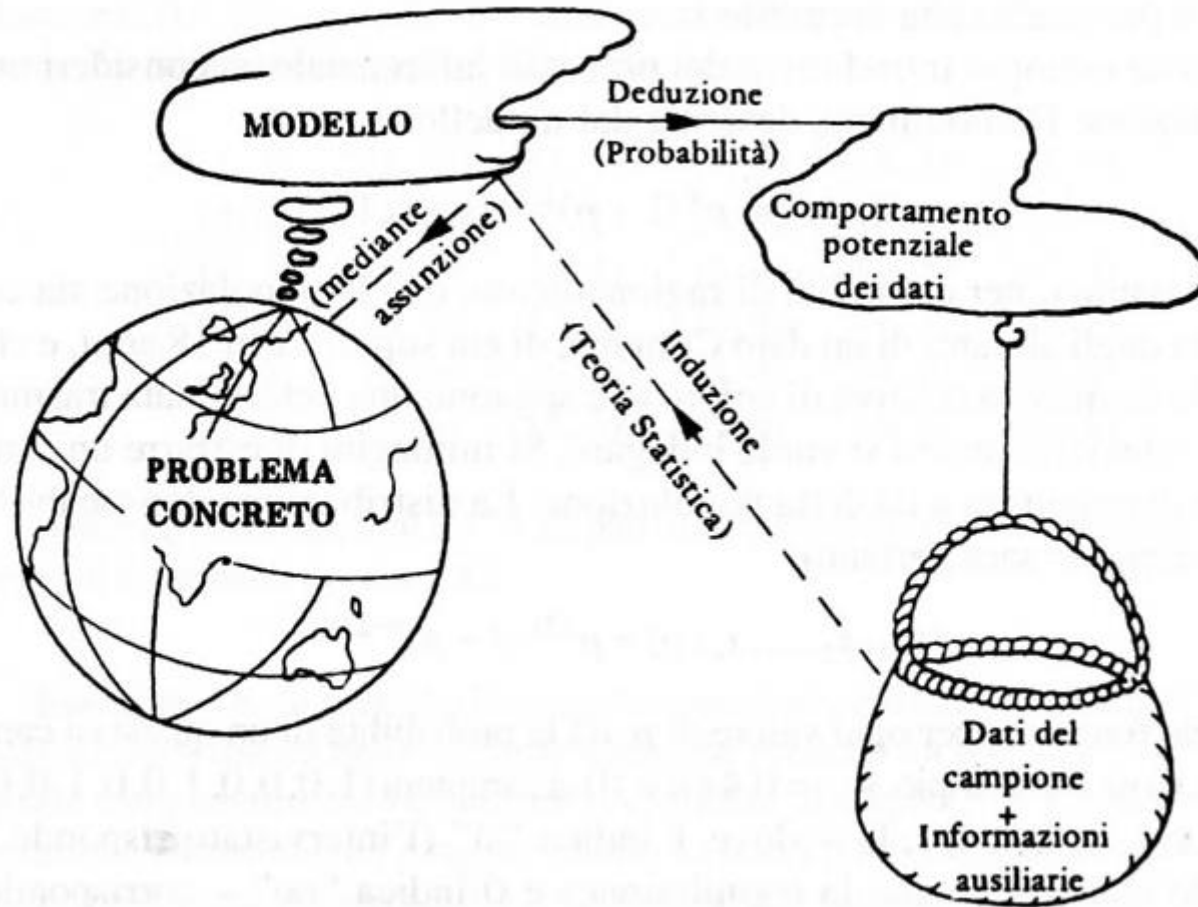 MODELLO
Deduzione
(Probabilità)
Comportamento
potenziale
dei dati
(mediante
assunzione)
Induzione
(Teoria Statistica)
PROBLEMA
CONCRETO
Dati del
campione
+
Informazioni
ausiliarie